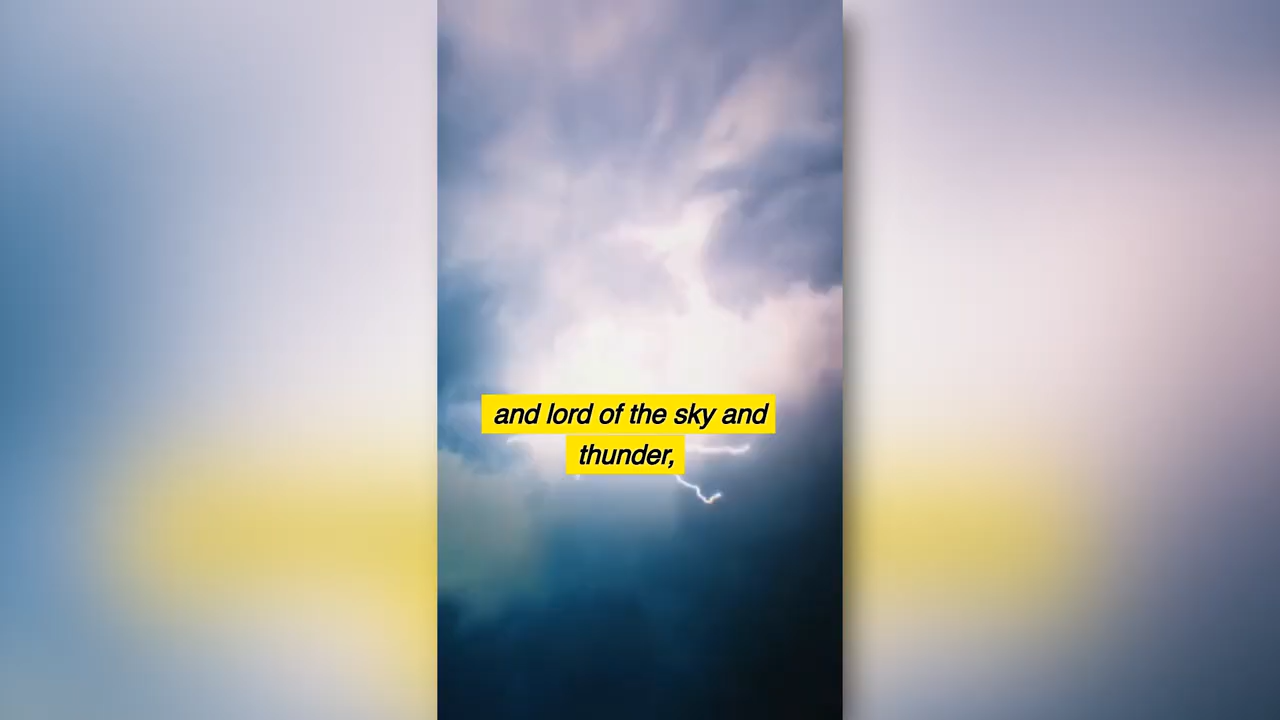 and lord of the sky and
thunder,